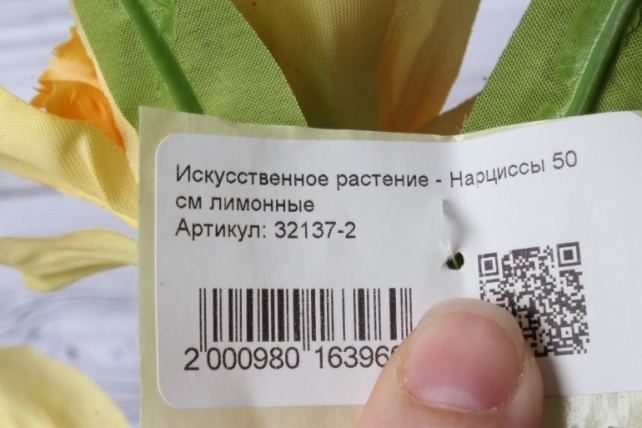 Искусственное растение - Нарциссы 50
см лимонные
Артикул: 32137-2
2 000980 16396